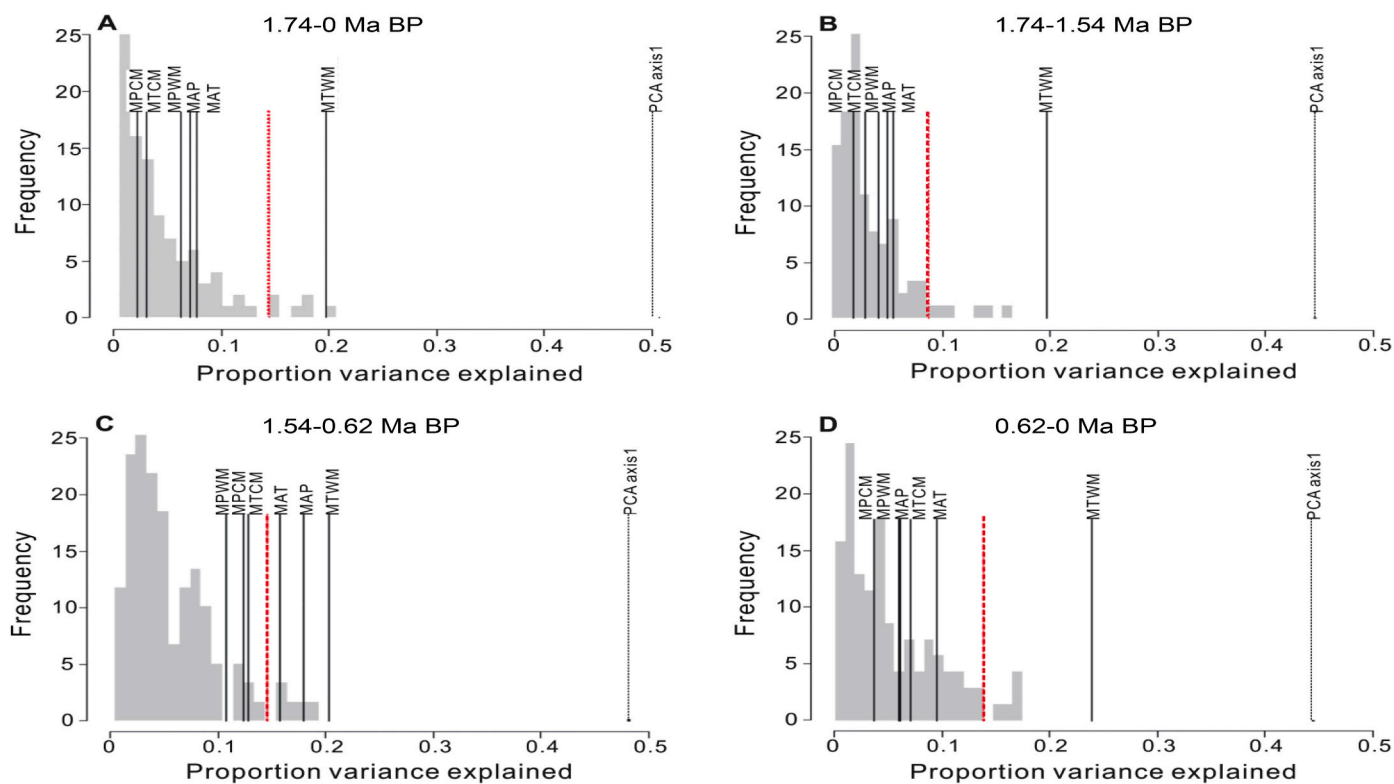 A 1.74-0 Ma BP
25
20
15
10
5
0
Frequency
MPCM
MTCM
MPWM
MAP
MAT
MTWM
PCA axis1
0 0.1 0.2 0.3 0.4 0.5
Proportion variance explained
B 1.74-1.54 Ma BP
25
20
15
10
5
0
Frequency
MPCM
MTCM
MPWM
MAP
MAT
MTWM
PCA axis1
0 0.1 0.2 0.3 0.4 0.5
Proportion variance explained
C 1.54-0.62 Ma BP
25
20
15
10
5
0
Frequency
MPWM
MPCM
MTCM
MAT
MAP
MTWM
PCA axis1
0 0.1 0.2 0.3 0.4 0.5
Proportion variance explained
D 0.62-0 Ma BP
25
20
15
10
5
0
Frequency
MPCM
MPWM
MAP
MTCM
MAT
MTWM
PCA axis1
0 0.1 0.2 0.3 0.4 0.5
Proportion variance explained